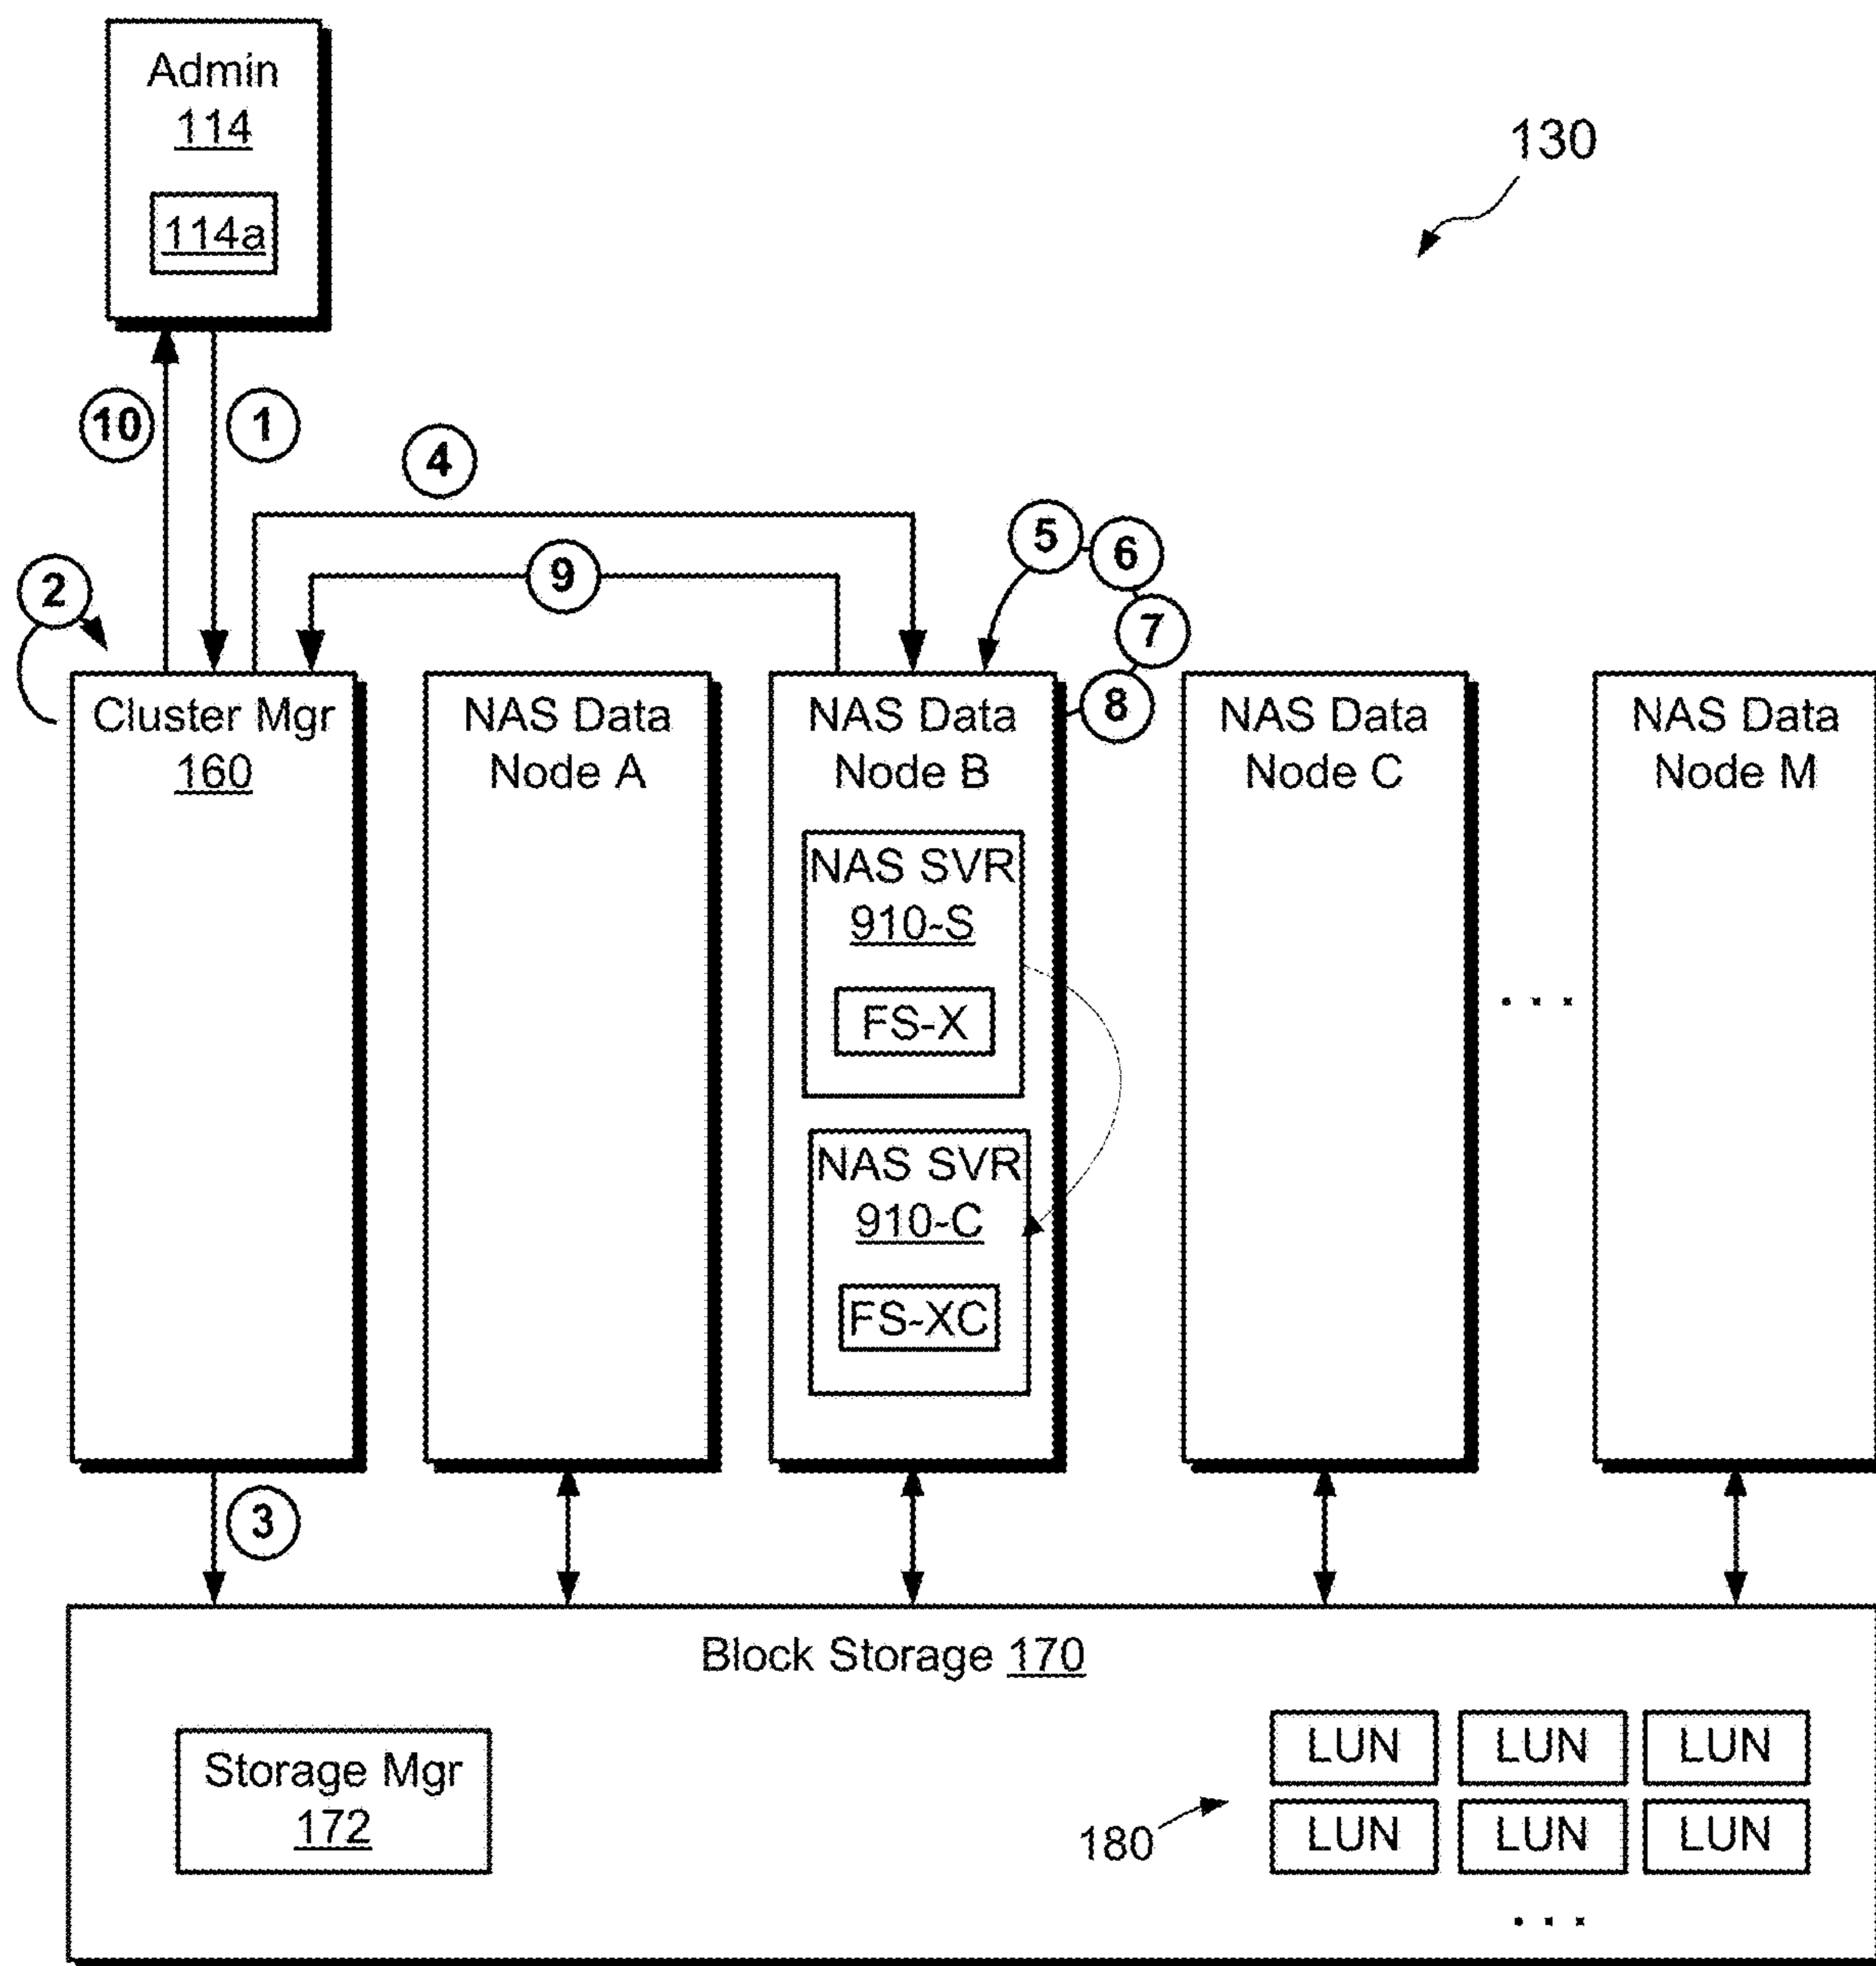 Admin
114
114a
130
10
1
4
9
5
6
7
8
2
Cluster Mgr
160
NAS Data
Node A
NAS Data
Node B
NAS Data
Node C
NAS Data
Node M
NAS SVR
910-S
FS-X
. . .
NAS SVR
910-C
FS-XC
3
Block Storage 170
Storage Mgr
172
180
LUN LUN LUN
LUN LUN LUN
. . .